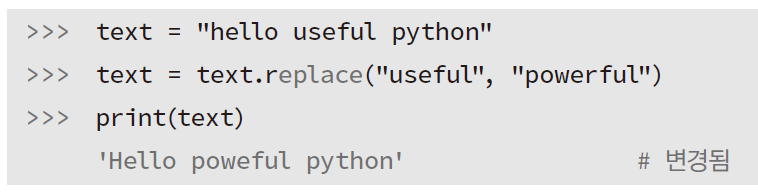 >>> text = "hello useful python"
>>> text = text.replace("useful", "powerful")
>>> print(text)
'Hello poweful python' # 변경됨